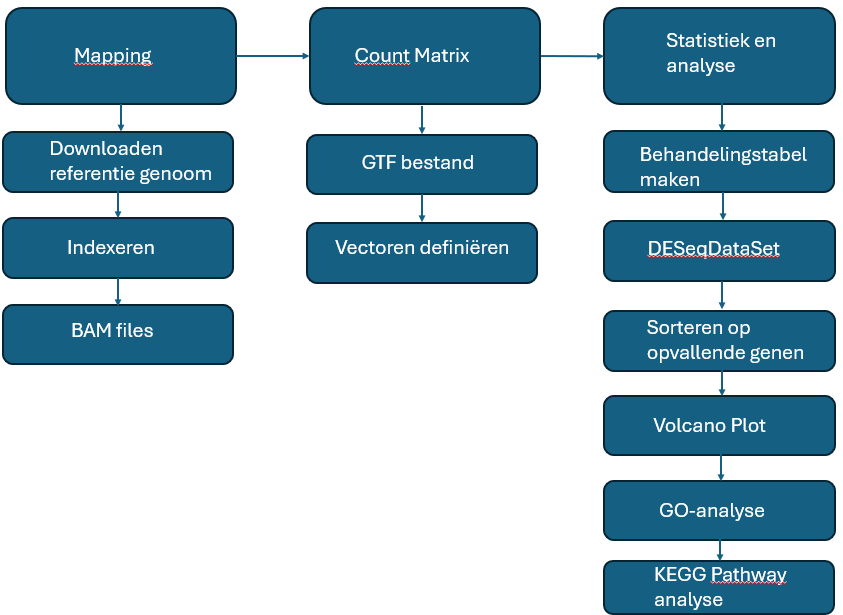 Mapping
Downloaden
referentie genoom
Indexeren
BAM files
Count Matrix
GTF bestand
Vectoren definiëren
Statistiek en
analyse
Behandelingstabel
maken
DESeqDataSet
Sorteren op
opvallende genen
Volcano Plot
GO-analyse
KEGG Pathway
analyse